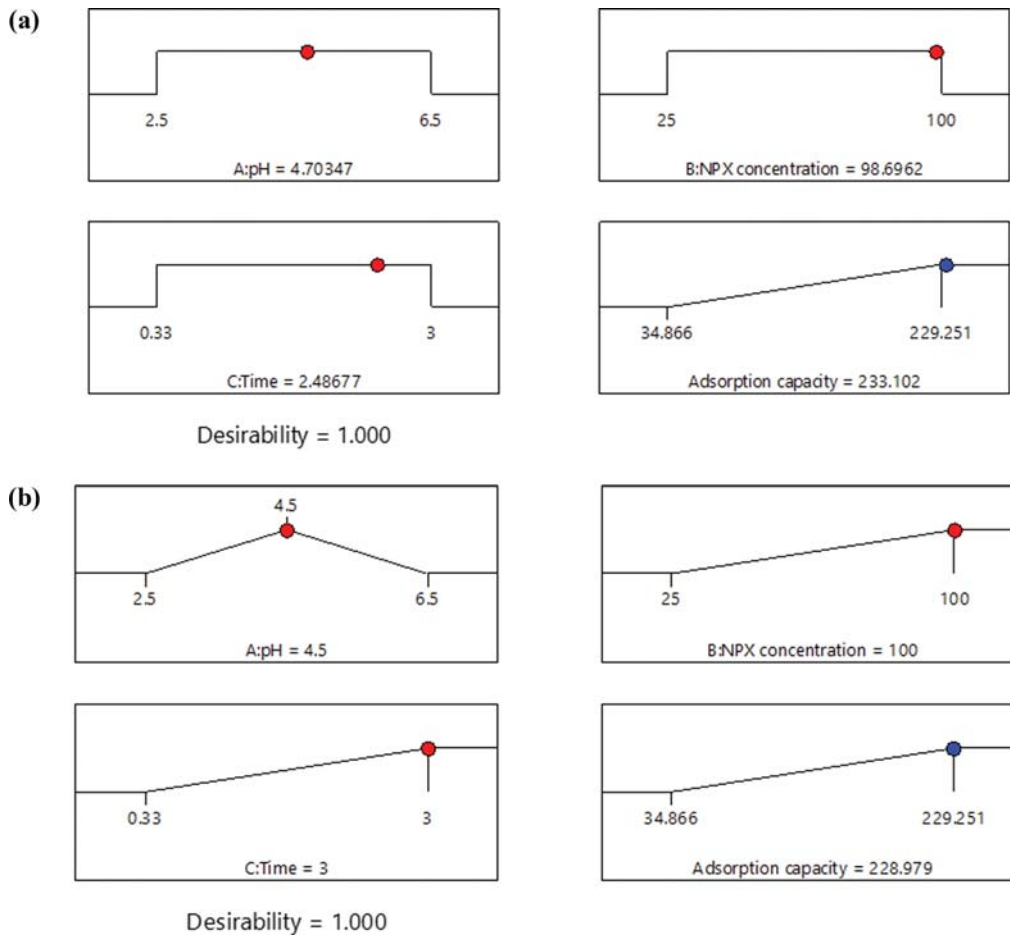 (a)
2.5 6.5
A:pH = 4.70347
25 100
B:NPX concentration = 98.6962
0.33 3
C:Time = 2.48677
34.866 229.251
Adsorption capacity = 233.102
Desirability = 1.000
(b)
4.5
2.5 6.5
A:pH = 4.5
25 100
B:NPX concentration = 100
0.33 3
C:Time = 3
34.866 229.251
Adsorption capacity = 228.979
Desirability = 1.000